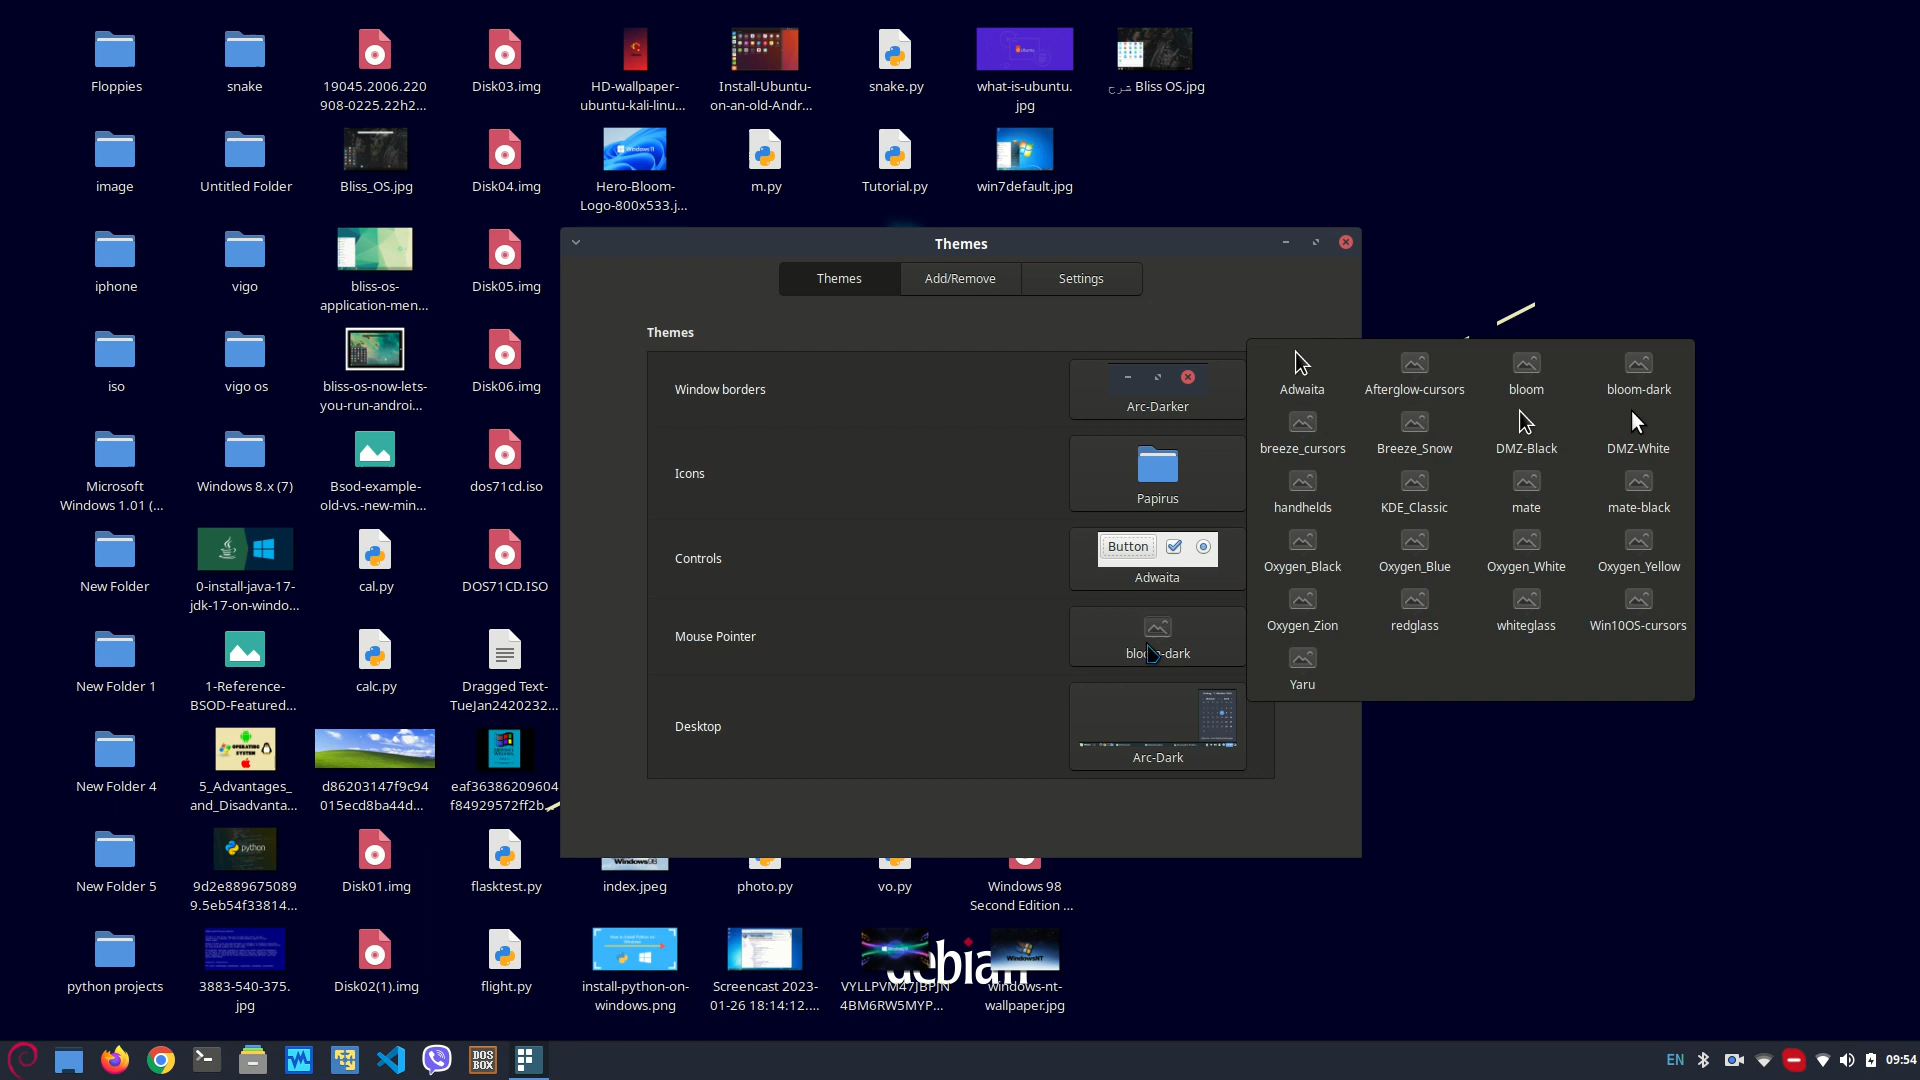 Floppies
snake
19045.2006.220
908-0225.22h2...
Disk03.img
HD-wallpaper-
ubuntu-kali-linu...
Install-Ubuntu-
on-an-old-Andr...
snake.py
what-is-ubuntu.
jpg
شرح Bliss OS.jpg
image
Untitled Folder
Bliss_OS.jpg
Disk04.img
Hero-Bloom-
Logo-800x533.j...
m.py
Tutorial.py
win7default.jpg
iphone
vigo
bliss-os-
application-men...
Disk05.img
iso
vigo os
bliss-os-now-lets-
you-run-androi...
Disk06.img
Microsoft
Windows 1.01 (...
Windows 8.x (7)
Bsod-example-
old-vs.-new-min...
dos71cd.iso
New Folder
0-install-java-17-
jdk-17-on-windo...
cal.py
DOS71CD.ISO
New Folder 1
1-Reference-
BSOD-Featured...
calc.py
Dragged Text-
TueJan2420232...
New Folder 4
5_Advantages_
and_Disadvanta...
d86203147f9c94
015ecd8ba44d...
eaf36386209604
f84929572ff2b...
New Folder 5
python
9d2e889675089
9.5eb54f33814...
Disk01.img
flasktest.py
index.jpeg
photo.py
vo.py
Windows 98
Second Edition ...
python projects
3883-540-375.
jpg
Disk02(1).img
flight.py
install-python-on-
windows.png
Screencast 2023-
01-26 18:14:12....
VYLLPVM47JBPJN
4BM6RW5MYP...
windows-nt-
wallpaper.jpg
debian
Themes
Themes
Add/Remove
Settings
Themes
Window borders
Arc-Darker
Icons
Papirus
Controls
Button
Adwaita
Mouse Pointer
bloom-dark
Desktop
Arc-Dark
Adwaita
Afterglow-cursors
bloom
bloom-dark
breeze_cursors
Breeze_Snow
DMZ-Black
DMZ-White
handhelds
KDE_Classic
mate
mate-black
Oxygen_Black
Oxygen_Blue
Oxygen_White
Oxygen_Yellow
Oxygen_Zion
redglass
whiteglass
Win10OS-cursors
Yaru
DOS
BOX
EN
09:54